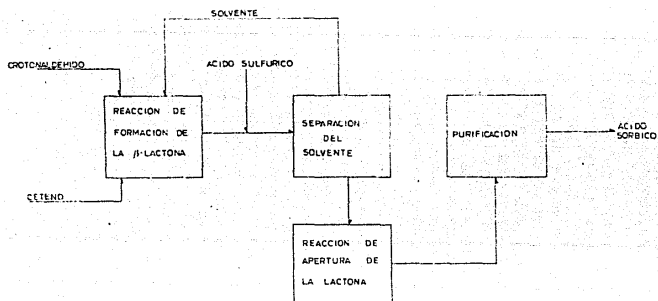 SOLVENTE
CROTONALDEHIDO
ACIDO SULFURICO
REACCION DE
FORMACION DE
LA β-LACTONA
SEPARACION
DEL
SOLVENTE
PURIFICACION
ACIDO
SORBICO
CETENO
REACCION DE
APERTURA DE
LA LACTONA